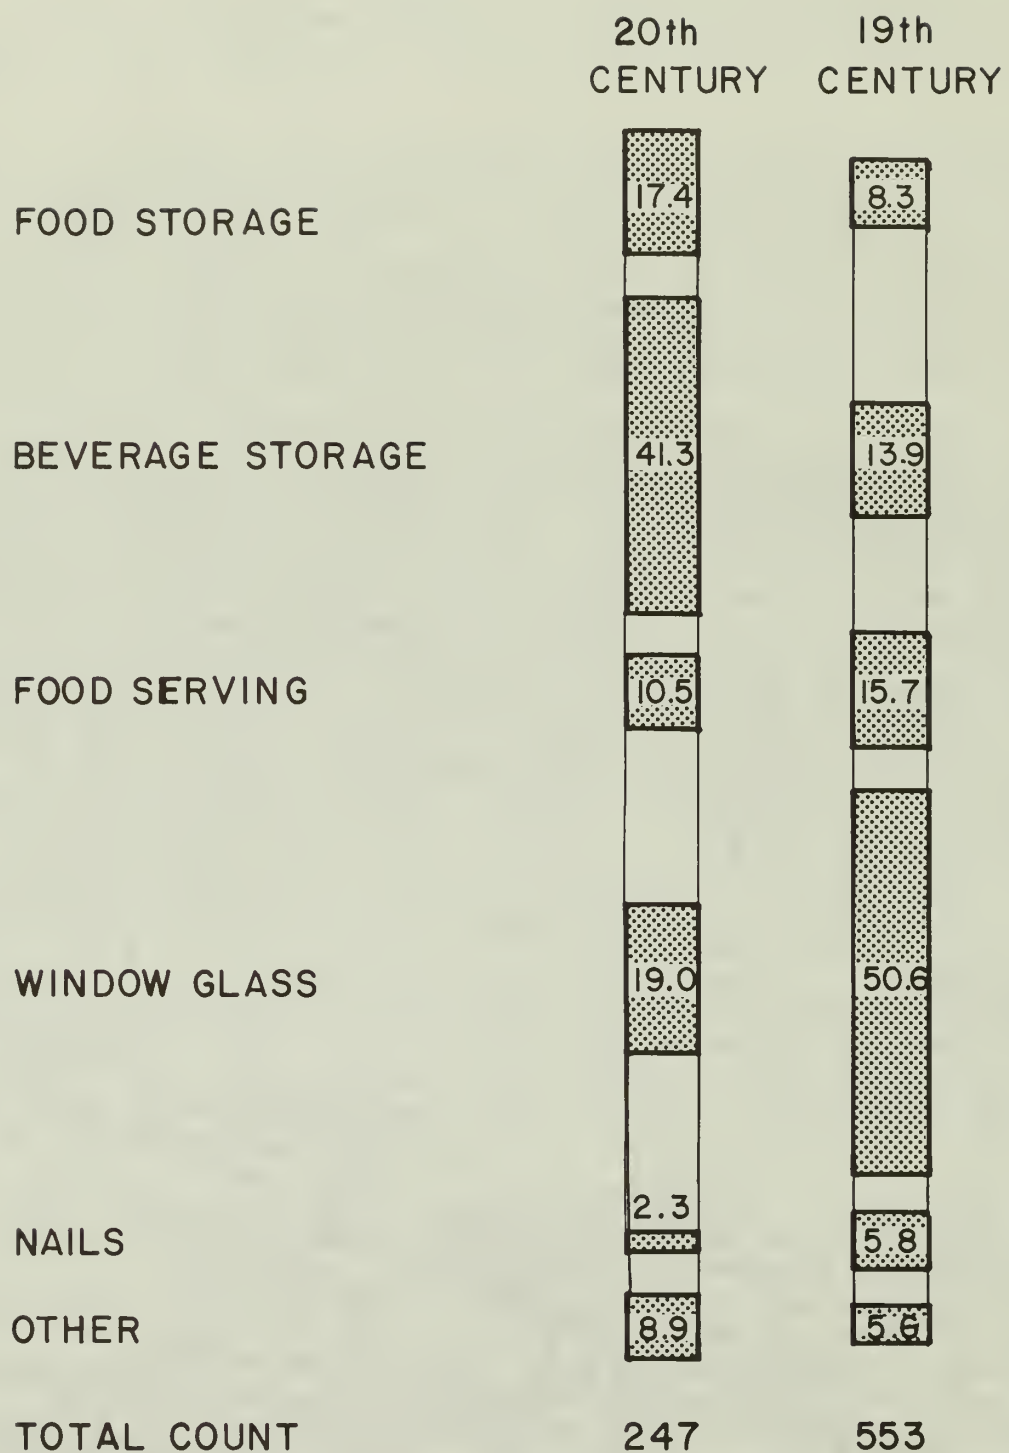 20th 19th
CENTURY CENTURY
FOOD STORAGE 17.4 8.3
BEVERAGE STORAGE 41.3 13.9
FOOD SERVING 10.5 15.7
WINDOW GLASS 19.0 50.6
NAILS 2.3 5.8
OTHER 8.9 5.6
TOTAL COUNT 247 553